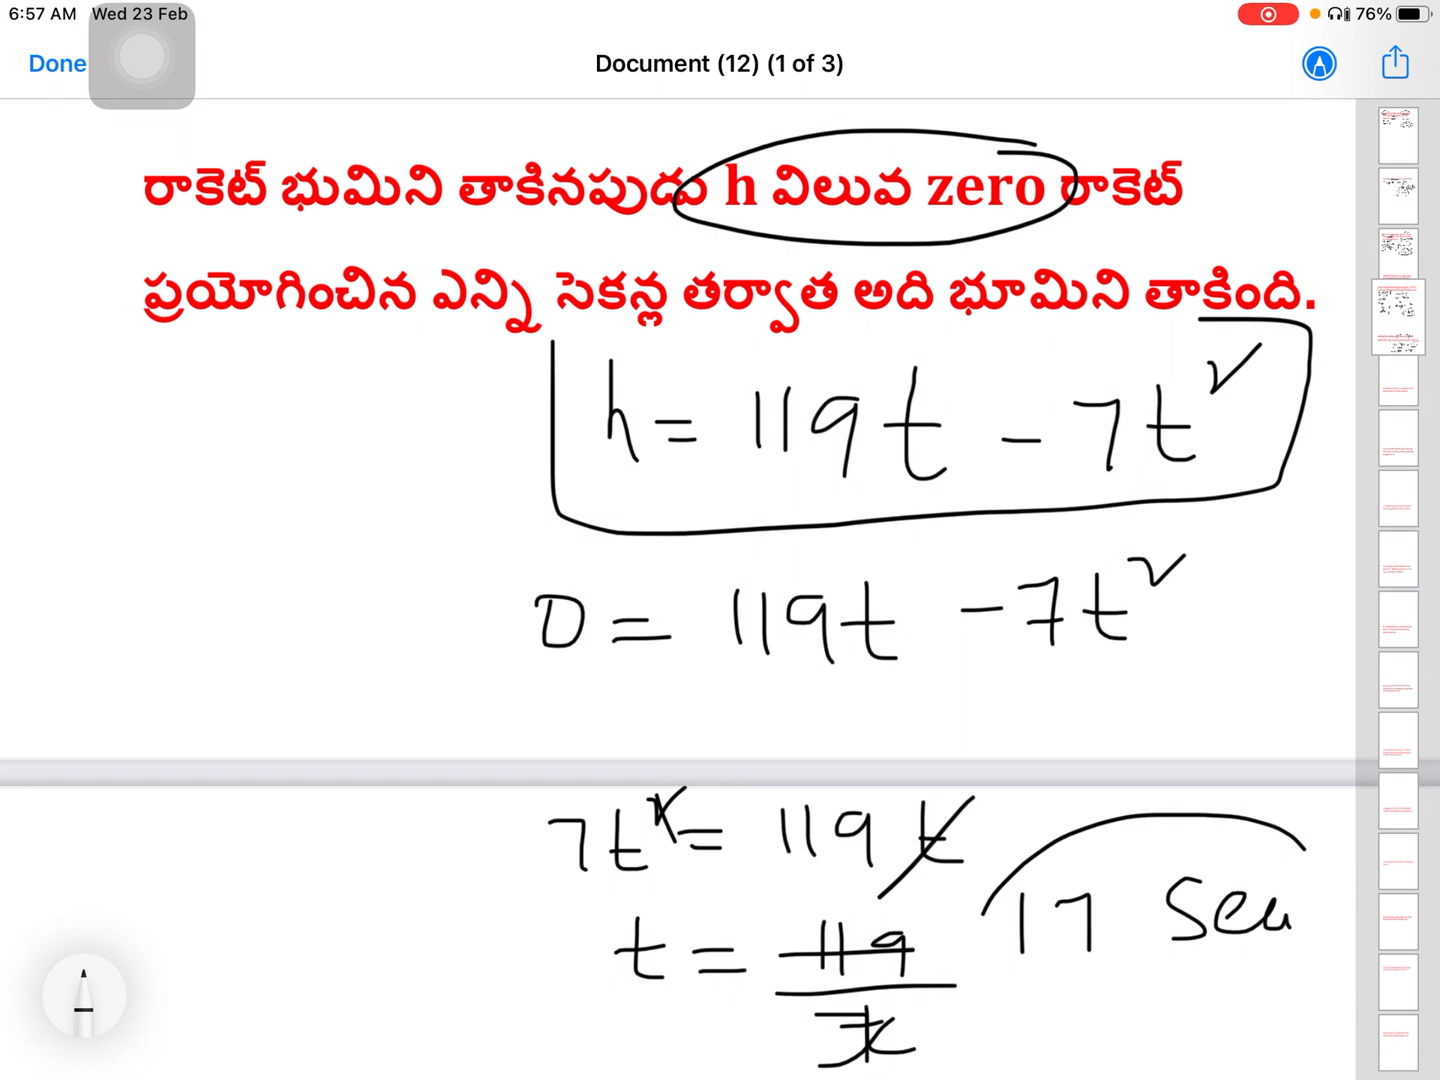 6:57 AM Wed 23 Feb 76%
Done Document (12) (1 of 3)
రాకెట్ భుమిని తాకినపుడు h విలువ zero రాకెట్
ప్రయోగించిన ఎన్ని సెకన్ల తర్వాత అది భూమిని తాకింది.
h = 119t - 7t²
0 = 119t - 7t²
7t² = 119t
t = 119/7
17 Sec